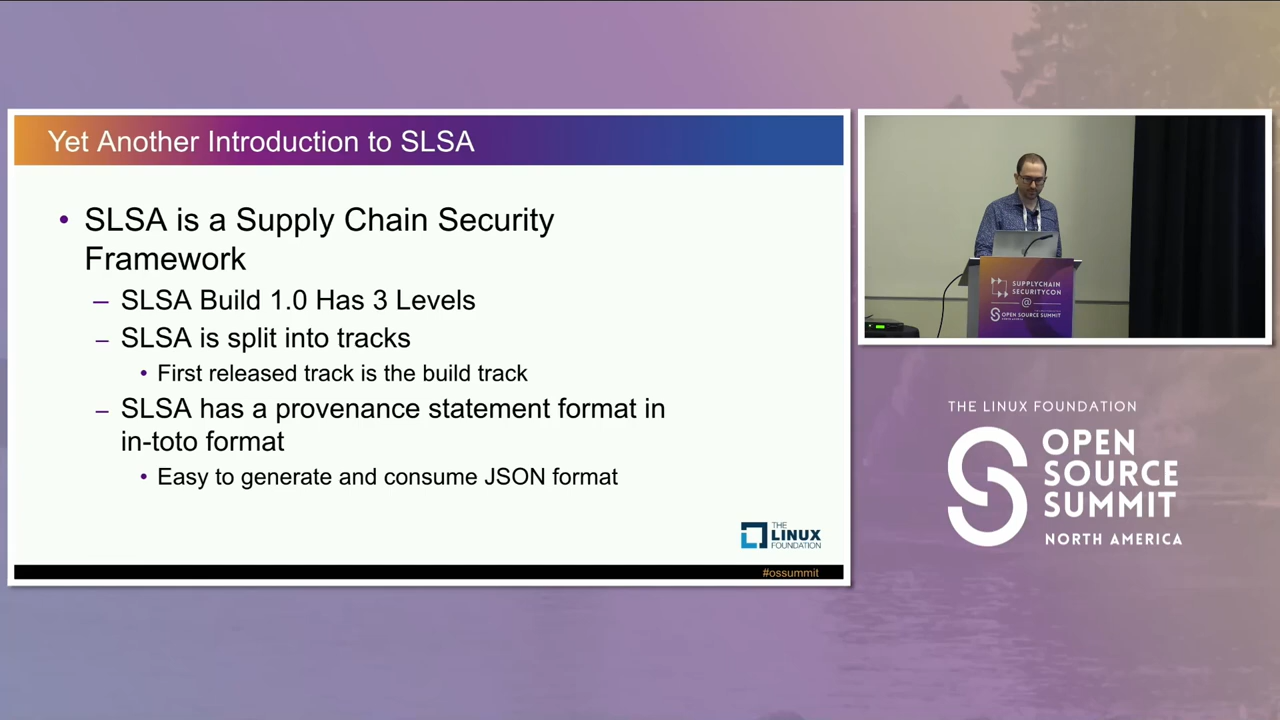 Yet Another Introduction to SLSA
• SLSA is a Supply Chain Security
Framework
– SLSA Build 1.0 Has 3 Levels
– SLSA is split into tracks
• First released track is the build track
– SLSA has a provenance statement format in
in-toto format
• Easy to generate and consume JSON format
THE
LINUX
FOUNDATION
#ossummit
SUPPLYCHAIN
SECURITYCON
@
OPEN SOURCE SUMMIT
NORTH AMERICA
THE LINUX FOUNDATION
OPEN
SOURCE
SUMMIT
NORTH AMERICA